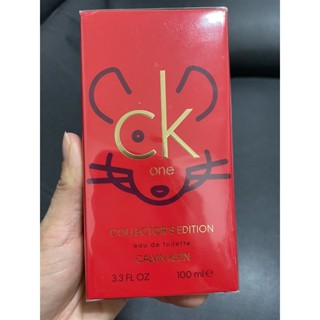 ck
one
COLLECTOR'S EDITION
eau de toilette
CALVIN KLEIN
3.3 FL OZ 100 ml ℮